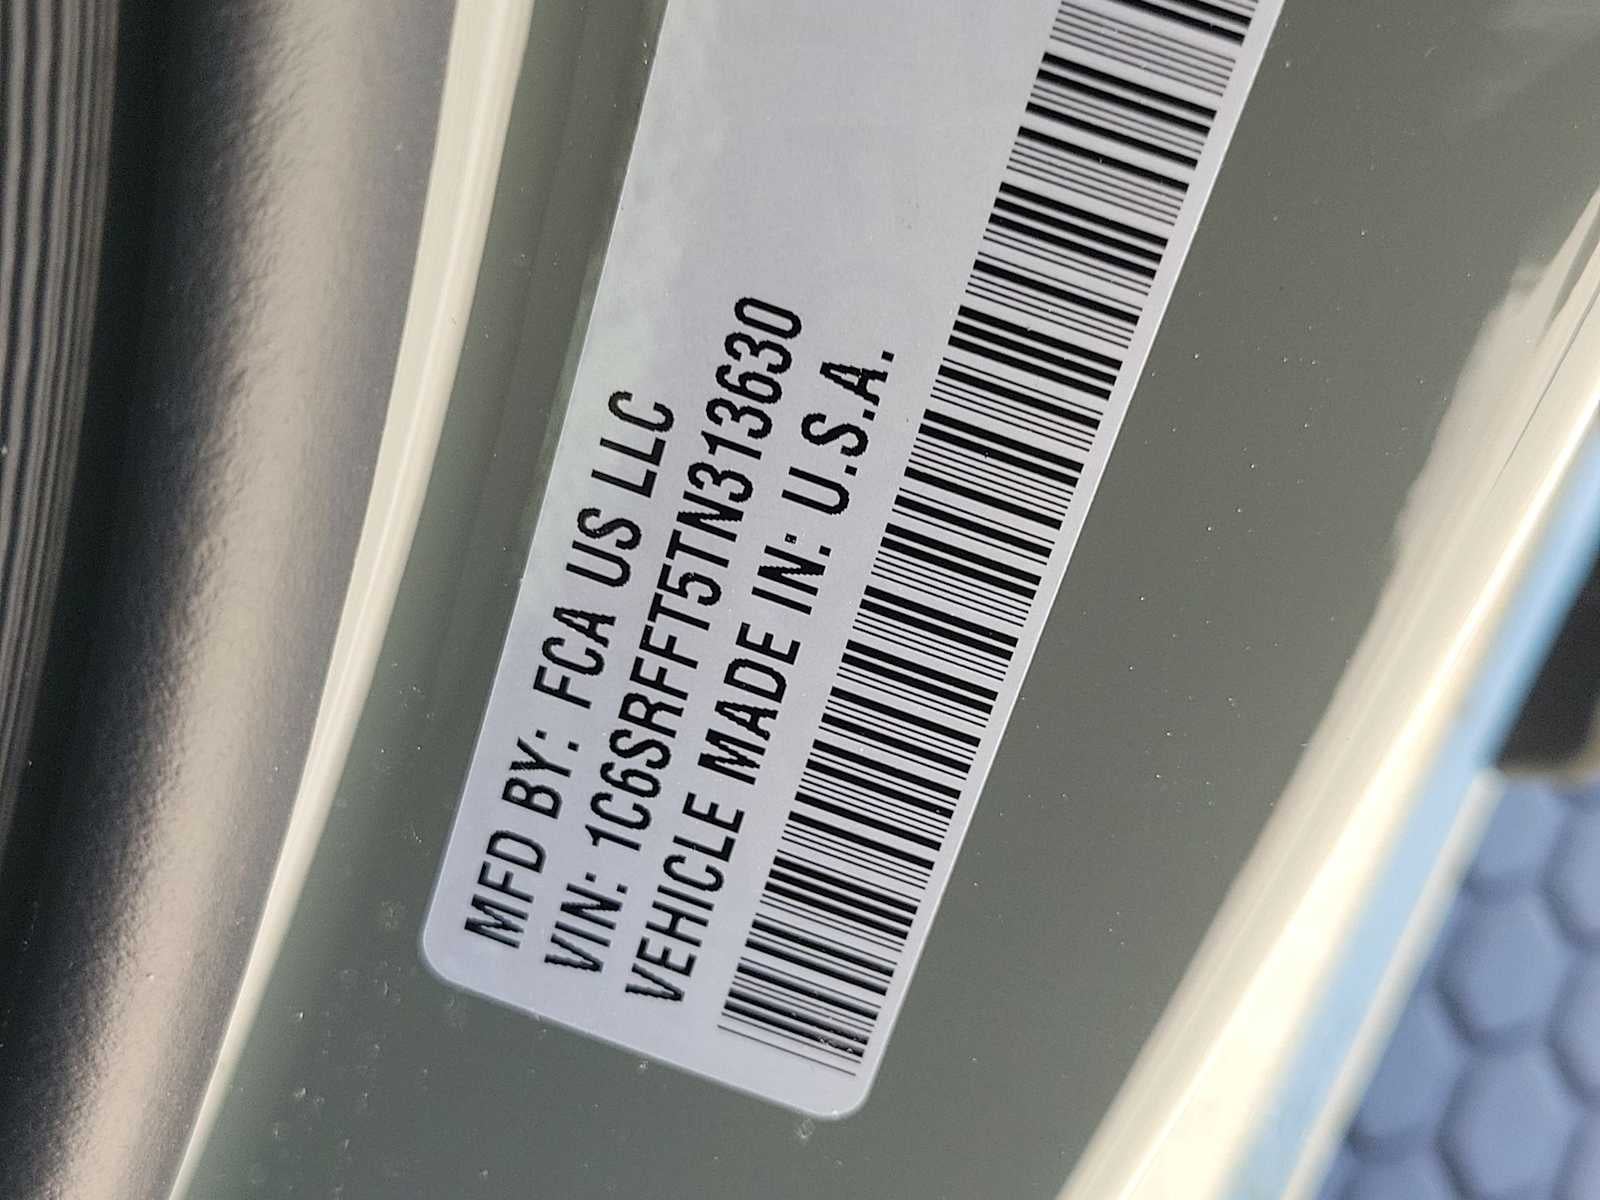 MFD BY: FCA US LLC
VIN: 1C6SRFFT5TN313630
VEHICLE MADE IN: U.S.A.